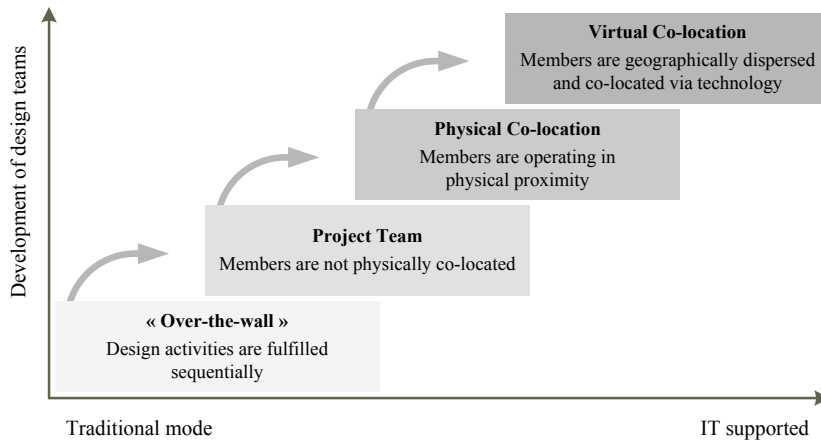 Virtual Co-location
Members are geographically dispersed
and co-located via technology
Physical Co-location
Members are operating in
physical proximity
Project Team
Members are not physically co-located
« Over-the-wall »
Design activities are fulfilled
sequentially
Development of design teams
Traditional mode
IT supported